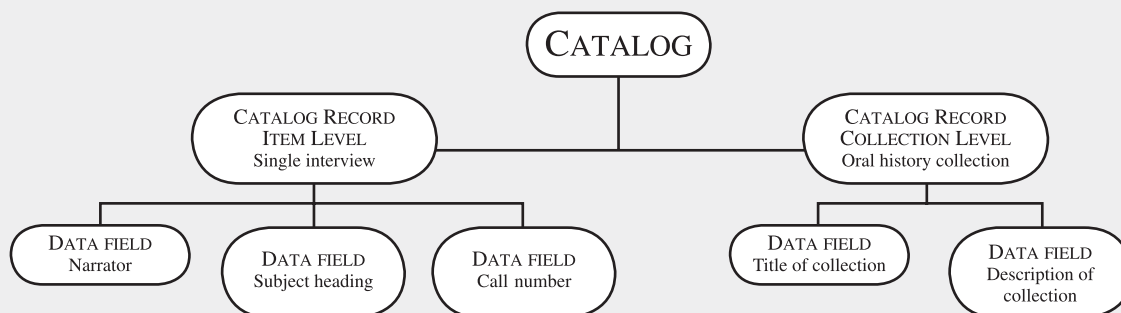 CATALOG
CATALOG RECORD
ITEM LEVEL
Single interview
CATALOG RECORD
COLLECTION LEVEL
Oral history collection
DATA FIELD
Narrator
DATA FIELD
Subject heading
DATA FIELD
Call number
DATA FIELD
Title of collection
DATA FIELD
Description of
collection